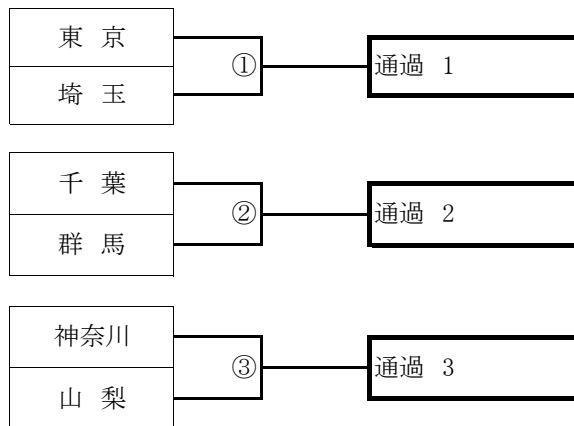 東 京
① 通過 1
埼 玉
千 葉
② 通過 2
群 馬
神奈川
③ 通過 3
山 梨